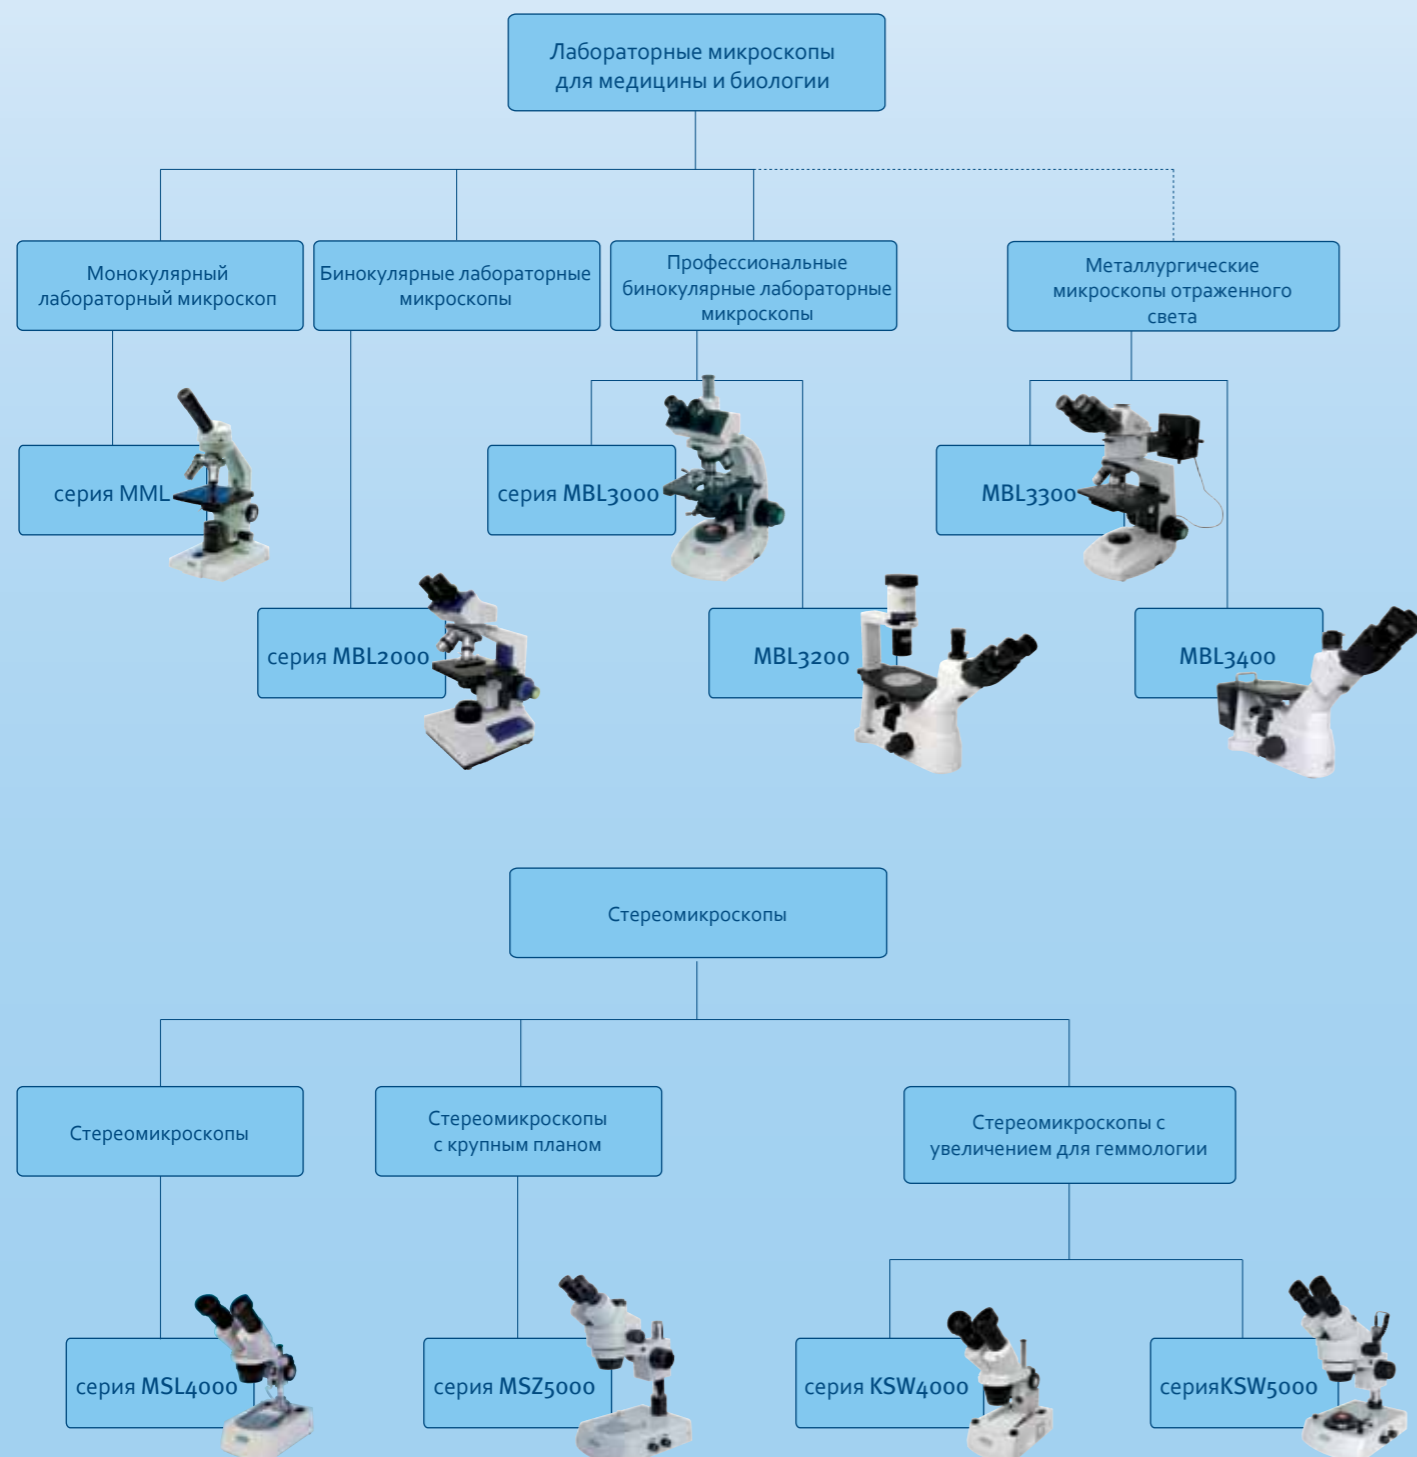 Лабораторные микроскопы
для медицины и биологии
Монокулярный
лабораторный микроскоп
Бинокулярные лабораторные
микроскопы
Профессиональные
бинокулярные лабораторные
микроскопы
Металлургические
микроскопы отраженного
света
серия MML
серия MBL3000
MBL3300
серия MBL2000
MBL3200
MBL3400
Стереомикроскопы
Стереомикроскопы
Стереомикроскопы
с крупным планом
Стереомикроскопы с
увеличением для геммологии
серия MSL4000
серия MSZ5000
серия KSW4000
серияKSW5000